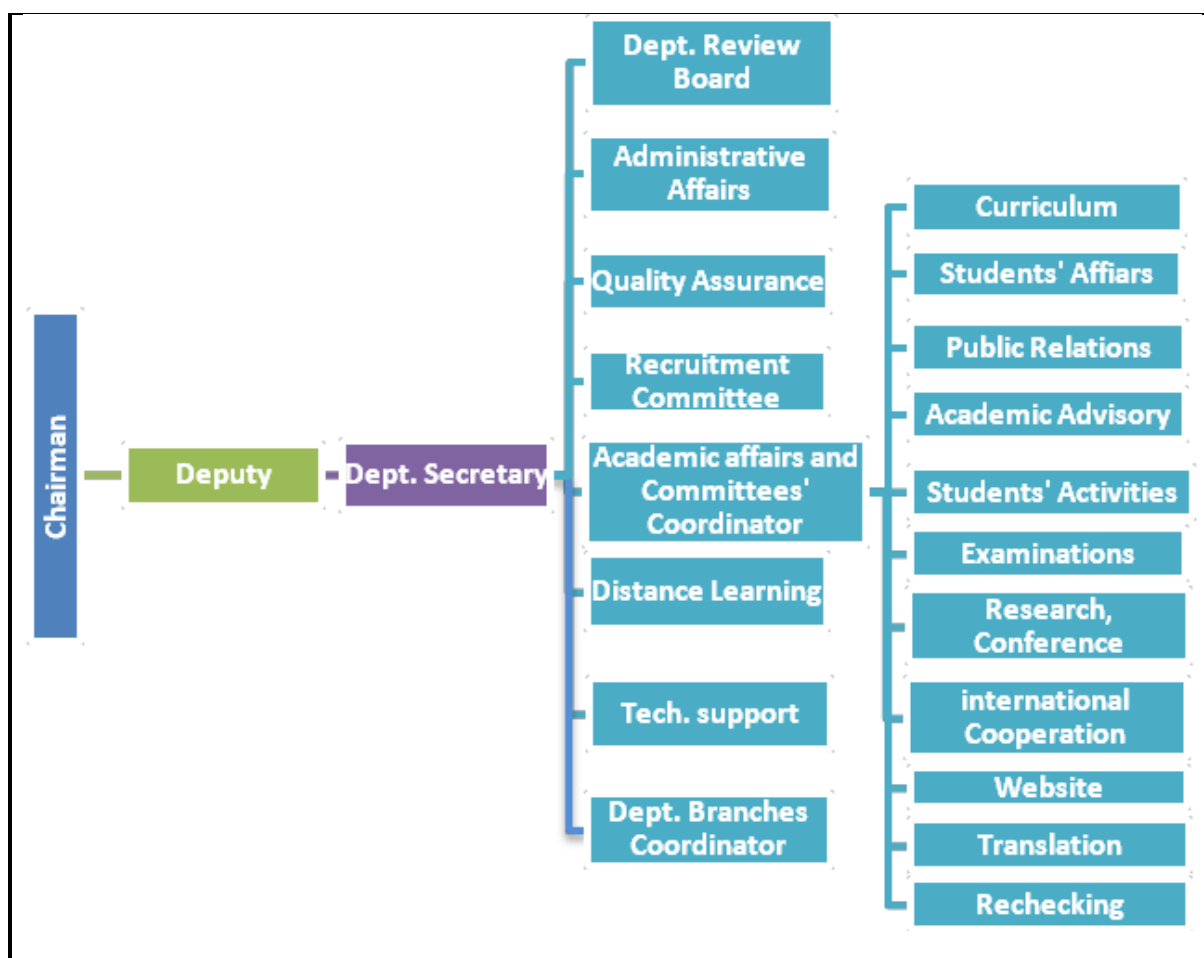 Chairman
Deputy
Dept. Secretary
Dept. Review
Board
Administrative
Affairs
Quality Assurance
Recruitment
Committee
Academic affairs and
Committees'
Coordinator
Distance Learning
Tech. support
Dept. Branches
Coordinator
Curriculum
Students' Affiars
Public Relations
Academic Advisory
Students' Activities
Examinations
Research,
Conference
international
Cooperation
Website
Translation
Rechecking